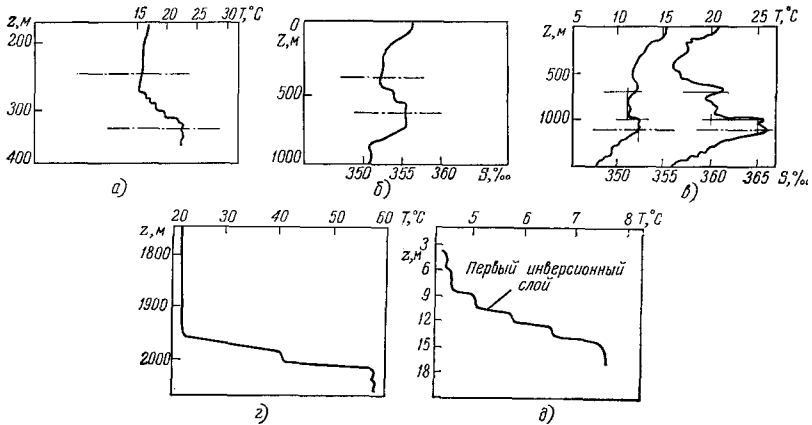 z,м
15 20 25 30 T,°C
200
300
400
а)
0
z,м
500
1000
350 355 360 S,‰
б)
5 10 15 20 25 T,°C
z,м
500
1000
350 355 360 365 S,‰
в)
20 30 40 50 60 T,°C
z,м
1800
1900
2000
г)
5 6 7 8 T,°C
3
z,м
6
9
12
15
18
Первый инверсионный
слой
д)